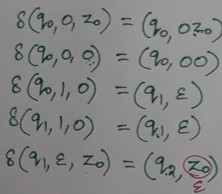 δ(q₀, 0, z₀) = (q₀, 0z₀)
δ(q₀, 0, 0) = (q₀, 00)
δ(q₀, 1, 0) = (q₁, ε)
δ(q₁, 1, 0) = (q₁, ε)
δ(q₁, ε, z₀) = (q₂, z₀)
ε